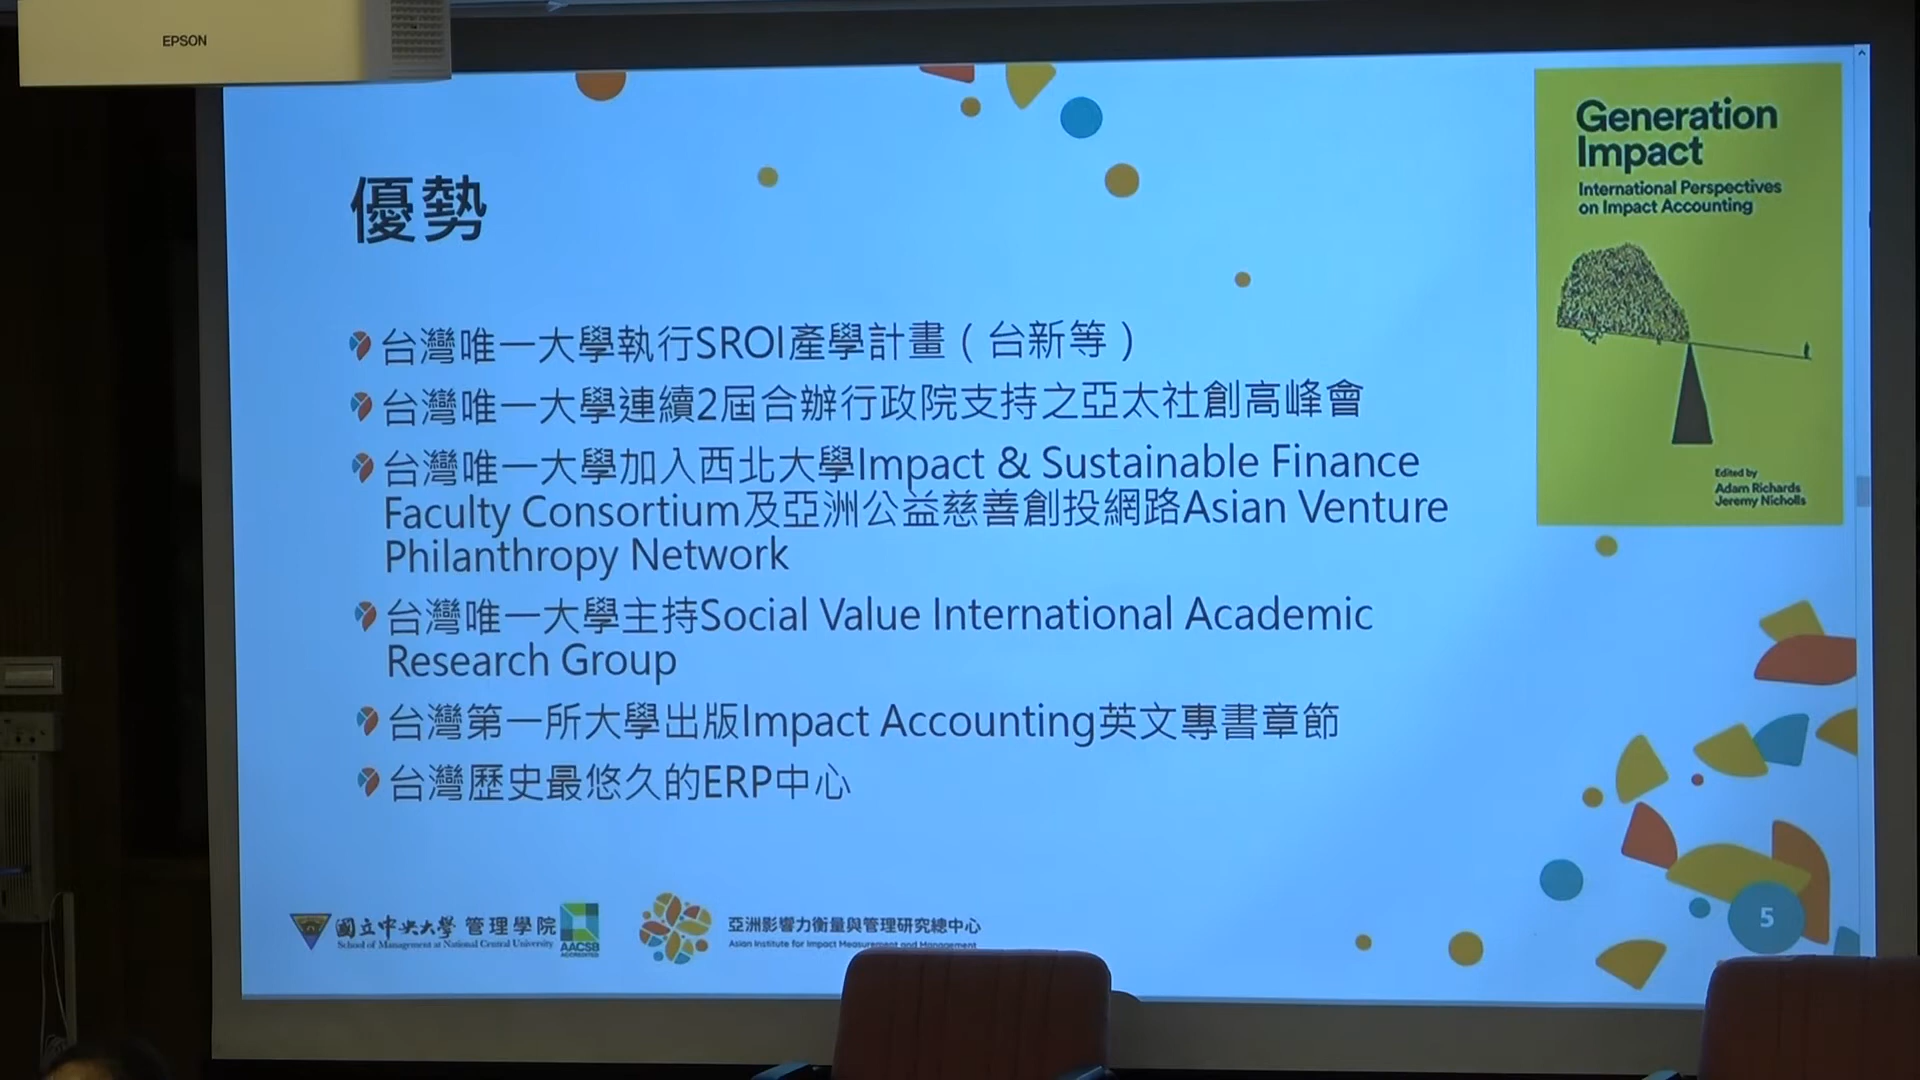 EPSON
優勢
台灣唯一大學執行SROI產學計畫(台新等)
台灣唯一大學連續2屆合辦行政院支持之亞太社創高峰會
台灣唯一大學加入西北大學Impact & Sustainable Finance
Faculty Consortium及亞洲公益慈善創投網路Asian Venture
Philanthropy Network
台灣唯一大學主持Social Value International Academic
Research Group
台灣第一所大學出版Impact Accounting英文專書章節
台灣歷史最悠久的ERP中心
Generation
Impact
International Perspectives
on Impact Accounting
Edited by
Adam Richards
Jeremy Nicholls
國立中央大學 管理學院
School of Management at National Central University
AACSB
ACCREDITED
亞洲影響力衡量與管理研究總中心
Asian Institute for Impact Measurement and Management
5